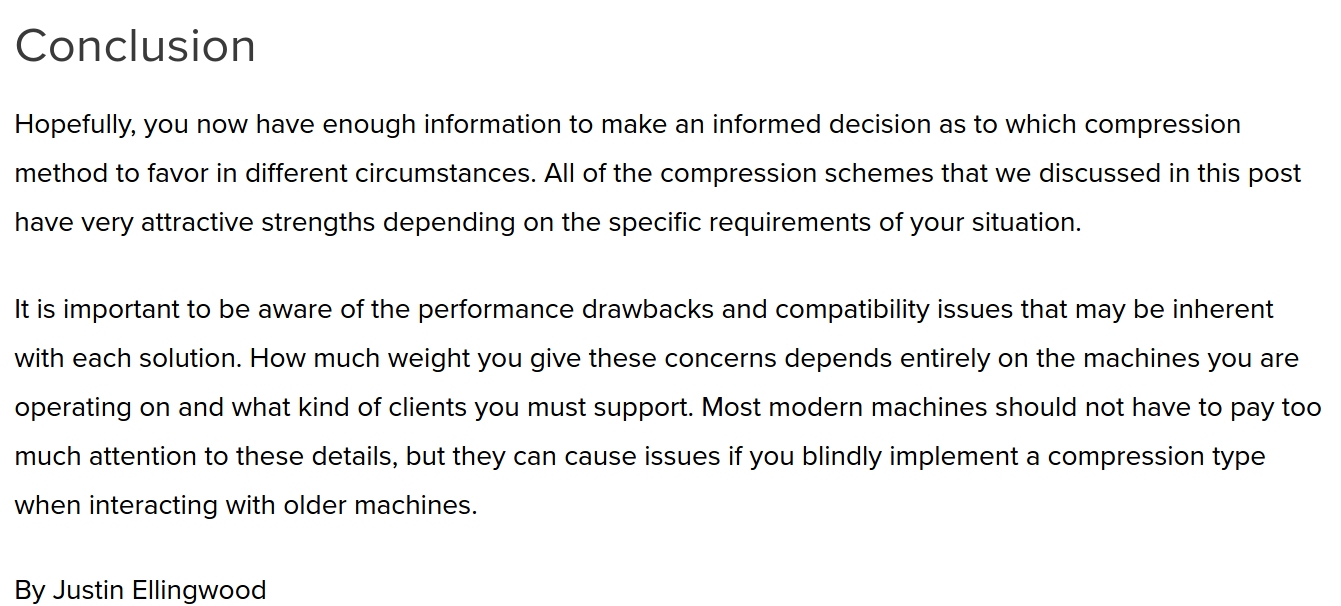 Conclusion
Hopefully, you now have enough information to make an informed decision as to which compression
method to favor in different circumstances. All of the compression schemes that we discussed in this post
have very attractive strengths depending on the specific requirements of your situation.
It is important to be aware of the performance drawbacks and compatibility issues that may be inherent
with each solution. How much weight you give these concerns depends entirely on the machines you are
operating on and what kind of clients you must support. Most modern machines should not have to pay too
much attention to these details, but they can cause issues if you blindly implement a compression type
when interacting with older machines.
By Justin Ellingwood